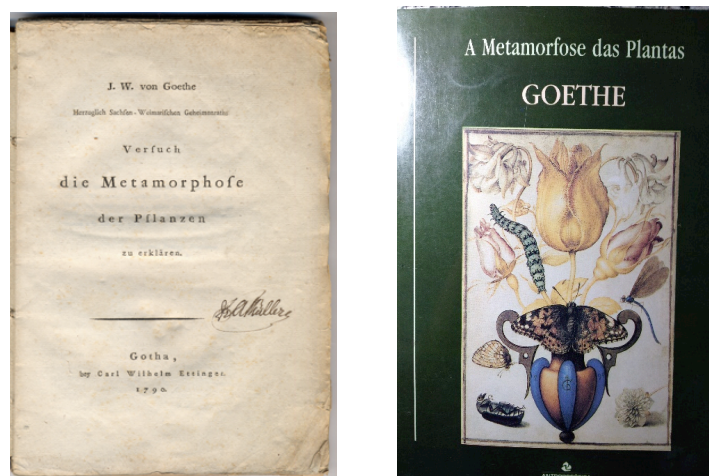 J. W. von Goethe
Herzoglich Sachsen-Weimarischen Geheimenraths
Verſuch
die Metamorphoſe
der Pflanzen
zu erklären.
Gotha,
bey Carl Wilhelm Ettinger.
1790.
A Metamorfose das Plantas
GOETHE